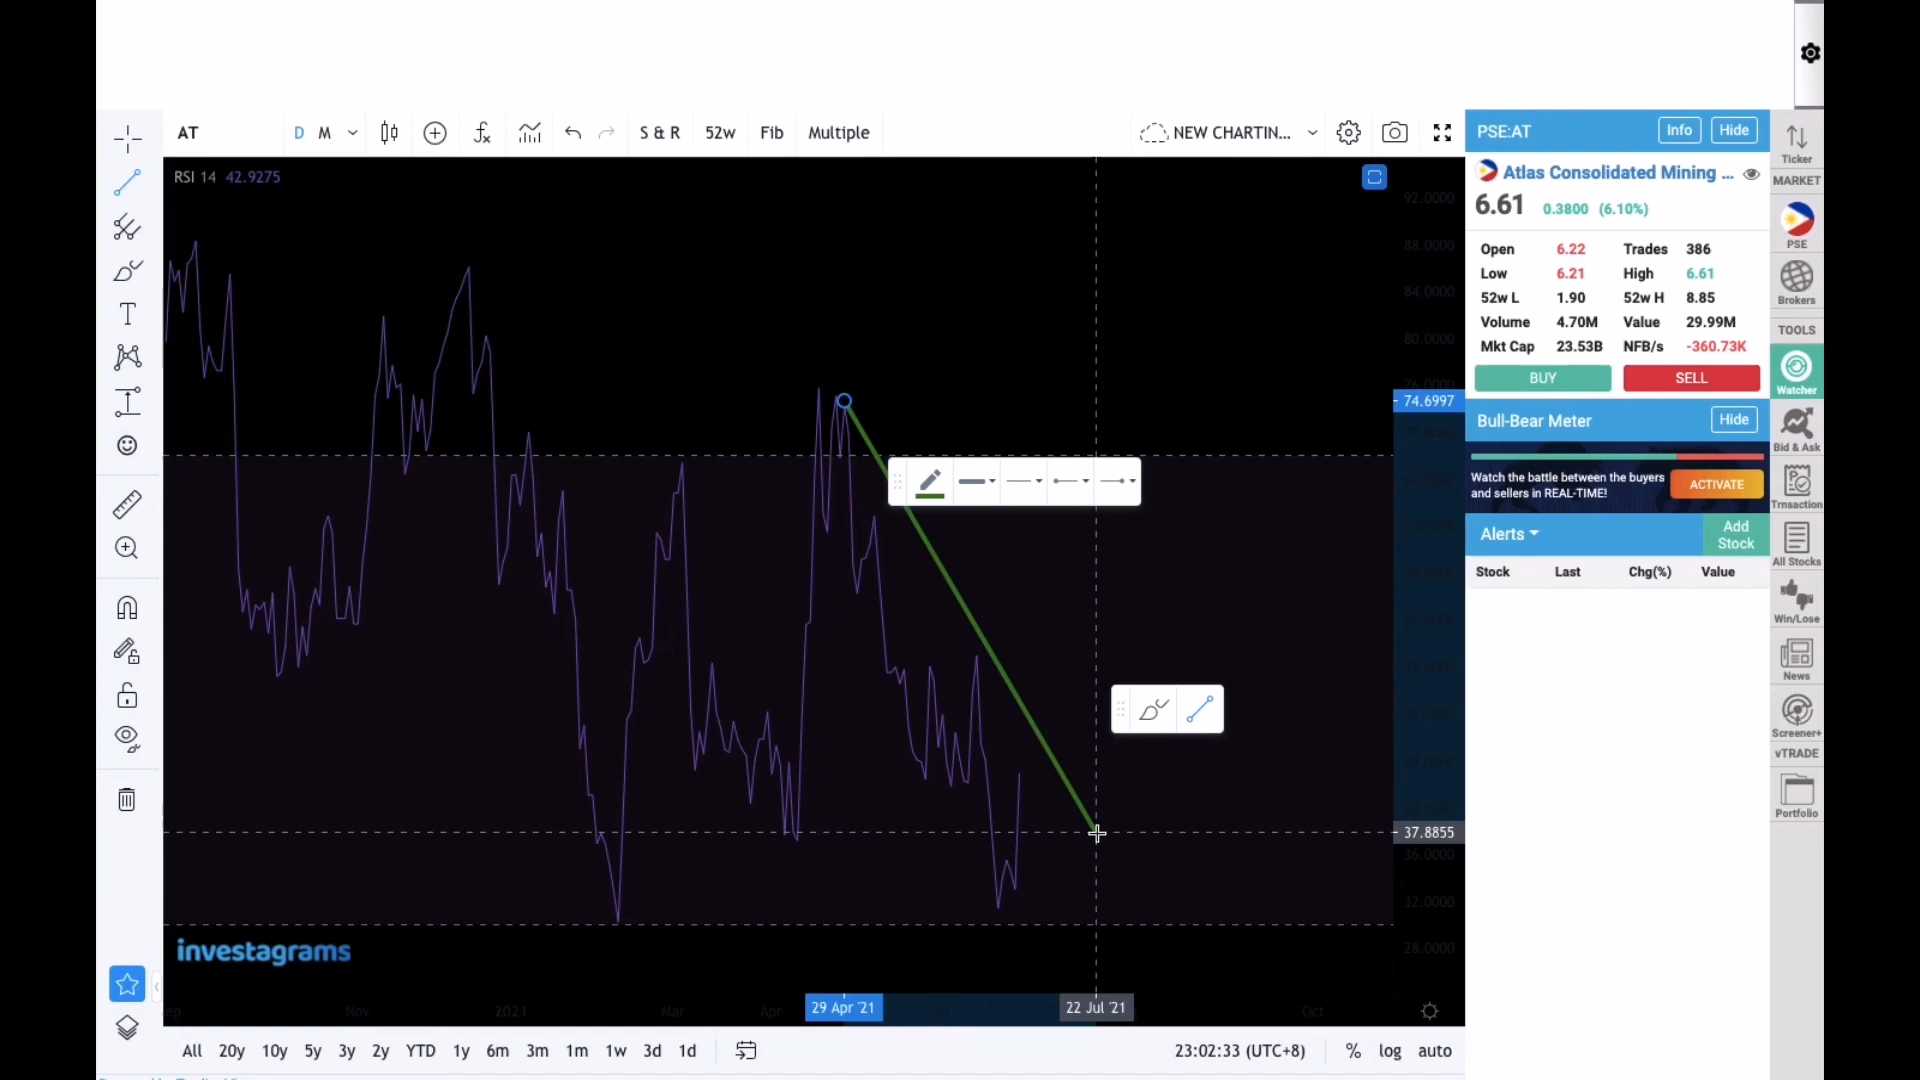 AT
D M
S & R 52w Fib Multiple
NEW CHARTIN...
RSI 14 42.9275
92.0000
88.0000
84.0000
80.0000
76.0000
74.6997
37.8855
36.0000
32.0000
28.0000
investagrams
Nov
2021
Mar
Apr
29 Apr '21
22 Jul '21
Oct
All 20y 10y 5y 3y 2y YTD 1y 6m 3m 1m 1w 3d 1d
23:02:33 (UTC+8) % log auto
PSE:AT Info Hide
Atlas Consolidated Mining ...
6.61 0.3800 (6.10%)
Open 6.22 Trades 386
Low 6.21 High 6.61
52w L 1.90 52w H 8.85
Volume 4.70M Value 29.99M
Mkt Cap 23.53B NFB/s -360.73K
BUY SELL
Bull-Bear Meter Hide
Watch the battle between the buyers
and sellers in REAL-TIME!
ACTIVATE
Alerts
Add
Stock
Stock Last Chg(%) Value
Ticker
MARKET
PSE
Brokers
TOOLS
Watcher
Bid & Ask
Trnsaction
All Stocks
Win/Lose
News
Screener+
vTRADE
Portfolio